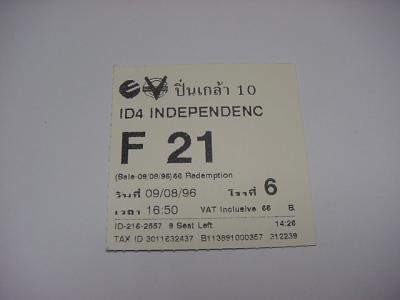 ปิ่นเกล้า 10
ID4 INDEPENDENC
F 21
(Sale-09/08/96)66 Redemption
วันที่ 09/08/96 โรงที่ 6
เวลา 16:50 VAT Inclusive 66 B.
ID-216-2557 9 Seat Left 14:26
TAX ID 3011632437 B113891000357 312239